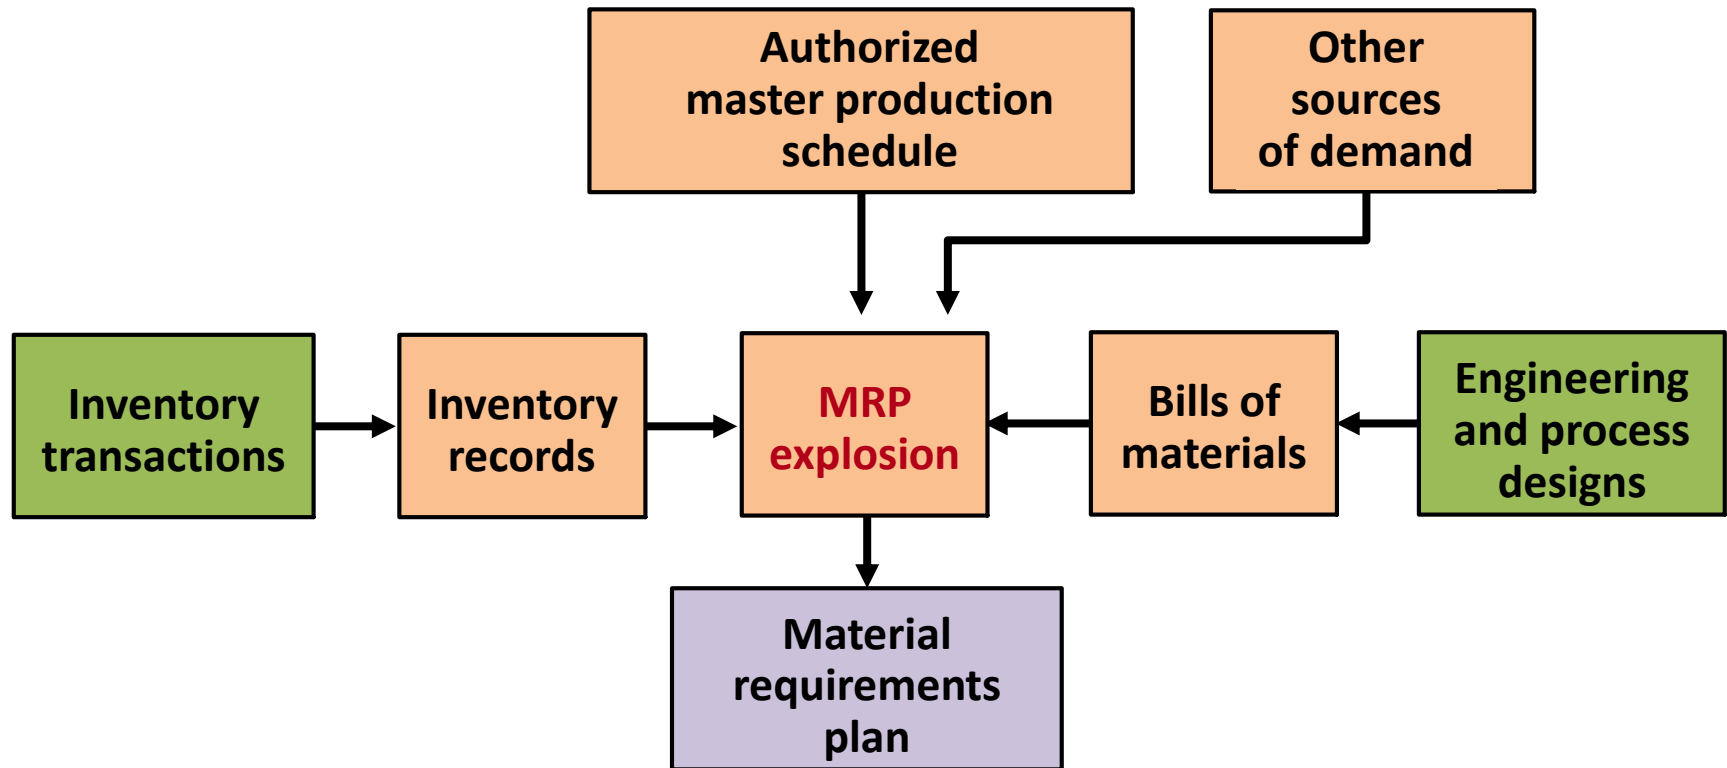 Authorized
master production
schedule
Other
sources
of demand
Inventory
transactions
Inventory
records
MRP
explosion
Bills of
materials
Engineering
and process
designs
Material
requirements
plan